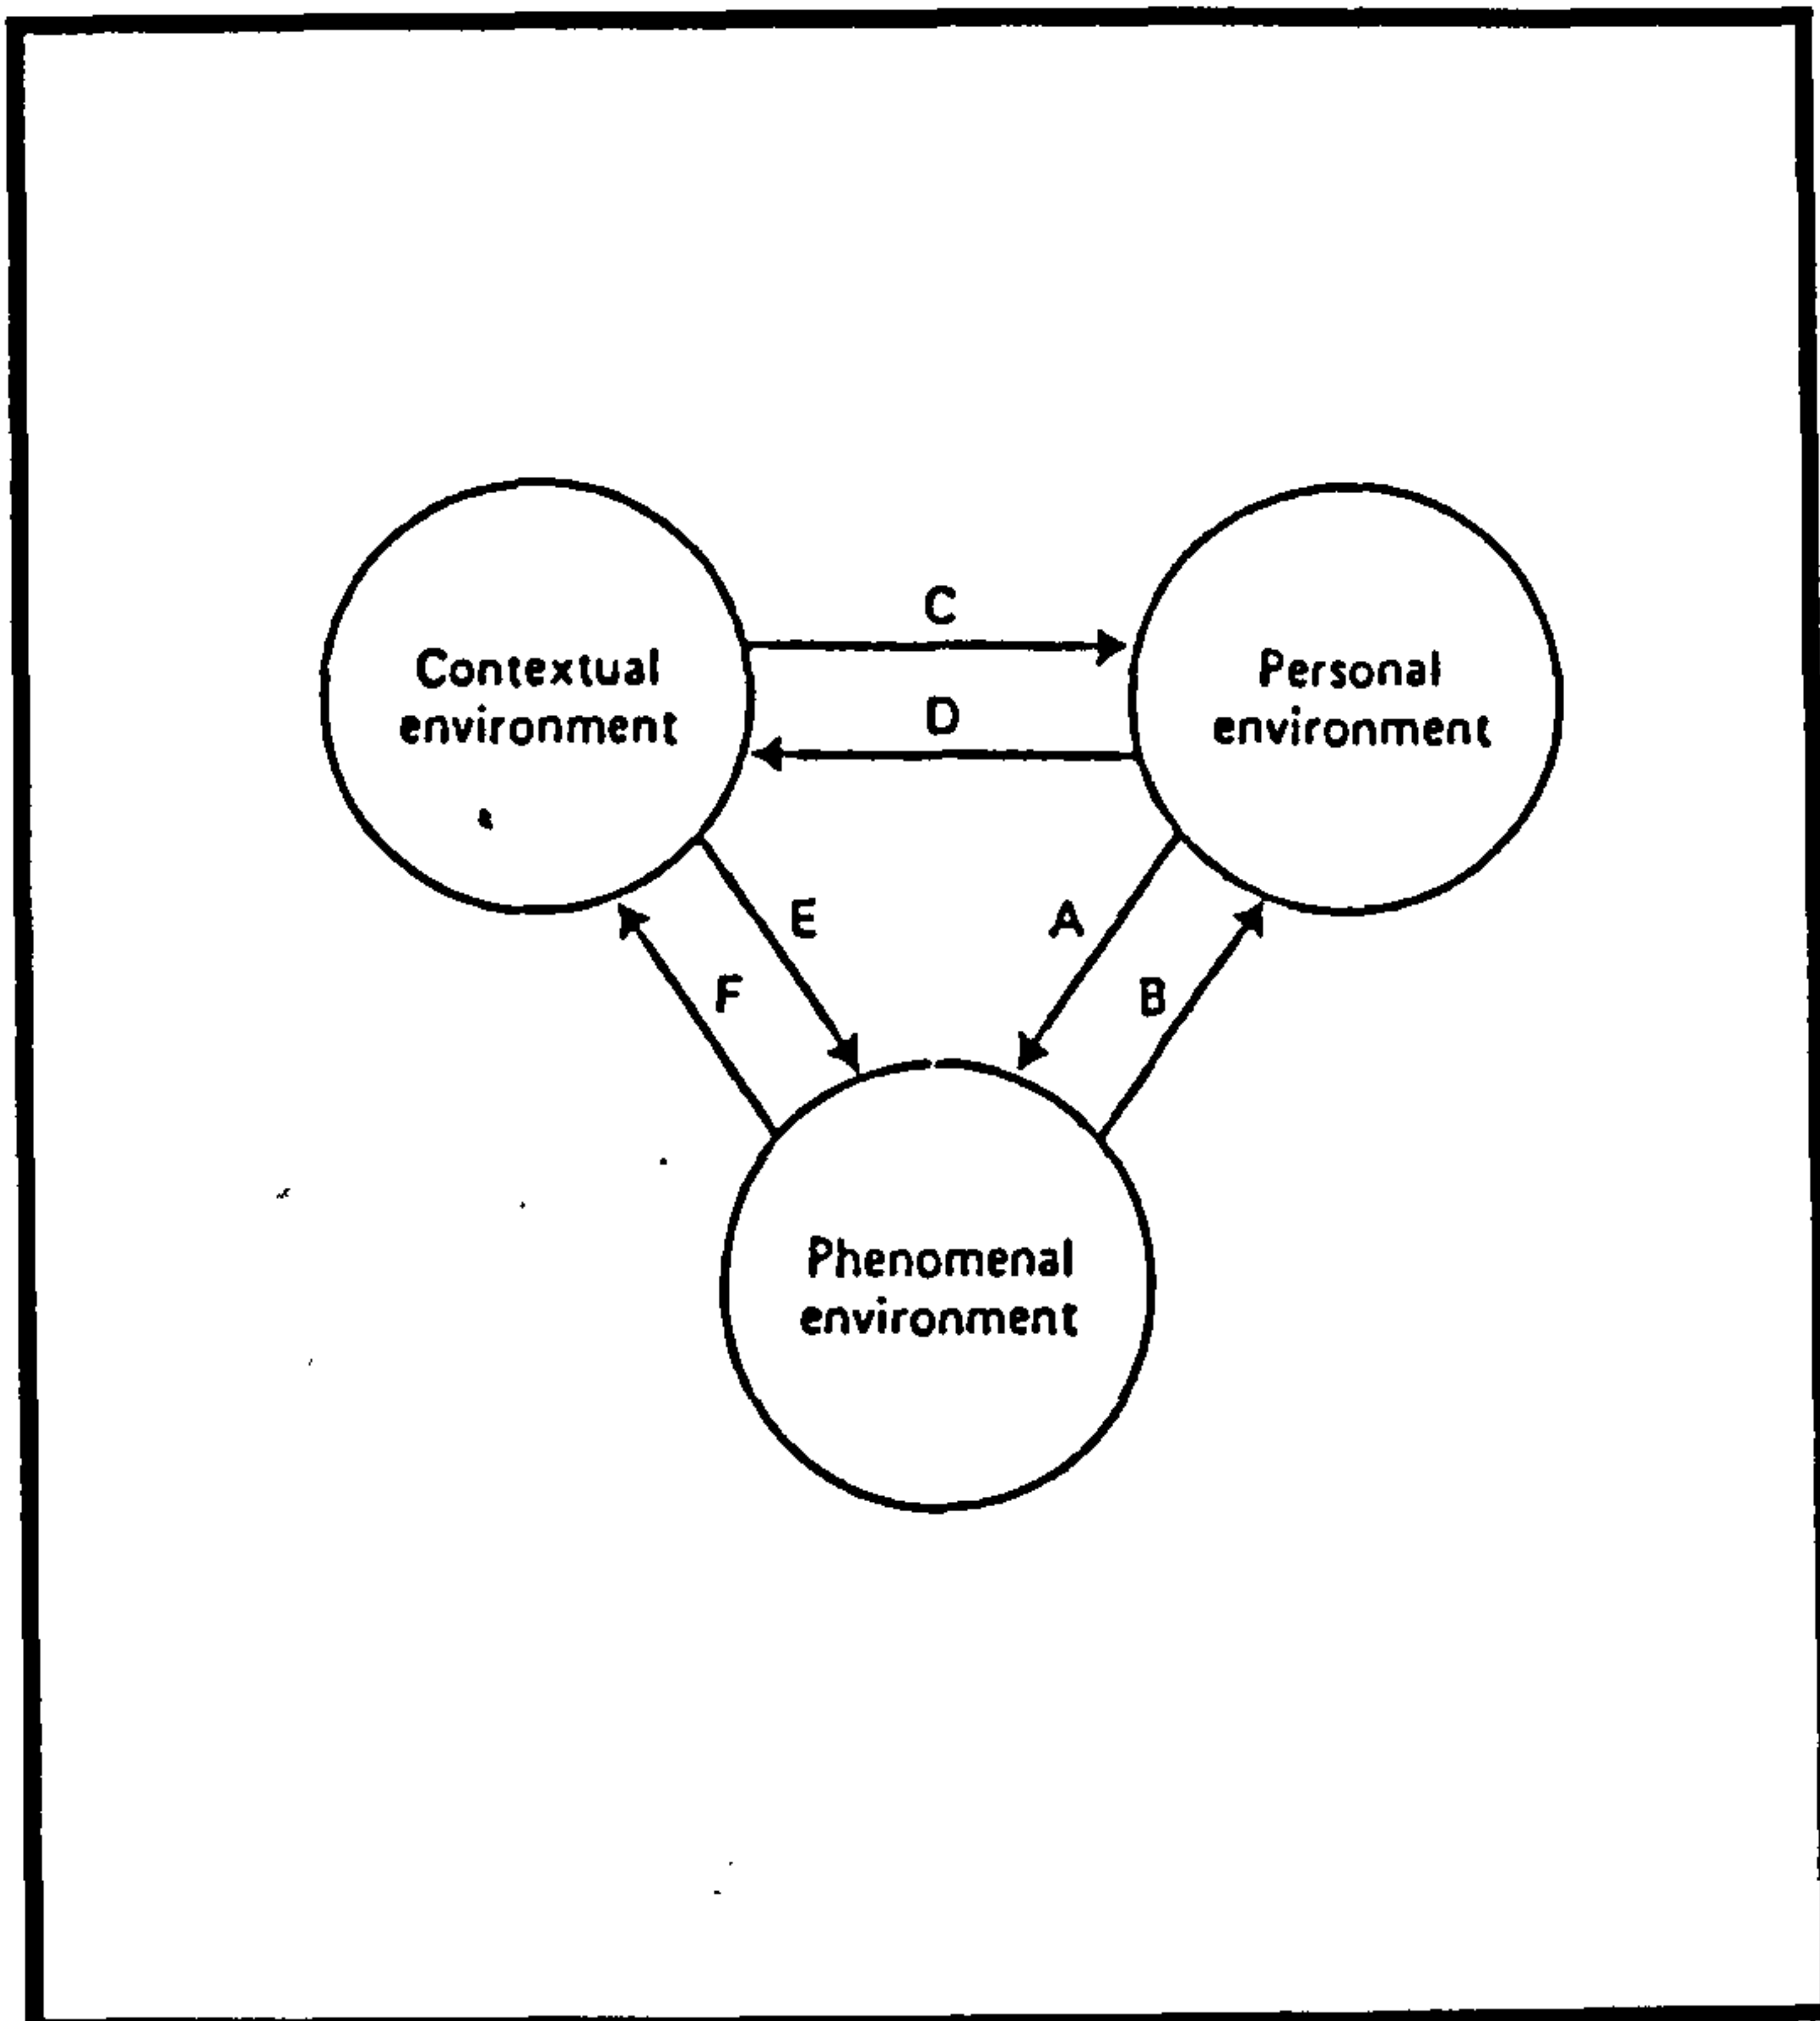 C
Contextual
environment
Personal
environment
D
E
A
F
B
Phenomenal
environment